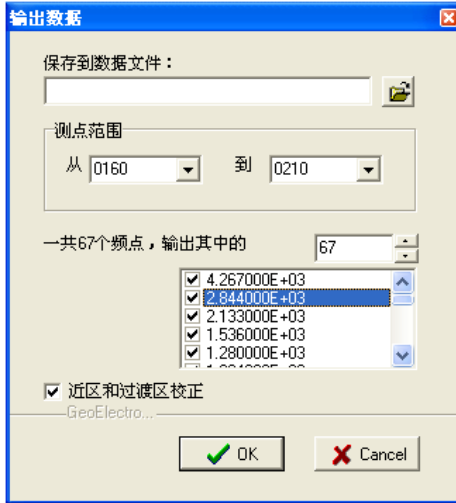 输出数据
保存到数据文件：
测点范围
从 0160 到 0210
一共67个频点，输出其中的 67
4.267000E+03
2.844000E+03
2.133000E+03
1.536000E+03
1.280000E+03
近区和过渡区校正
GeoElectro...
OK Cancel